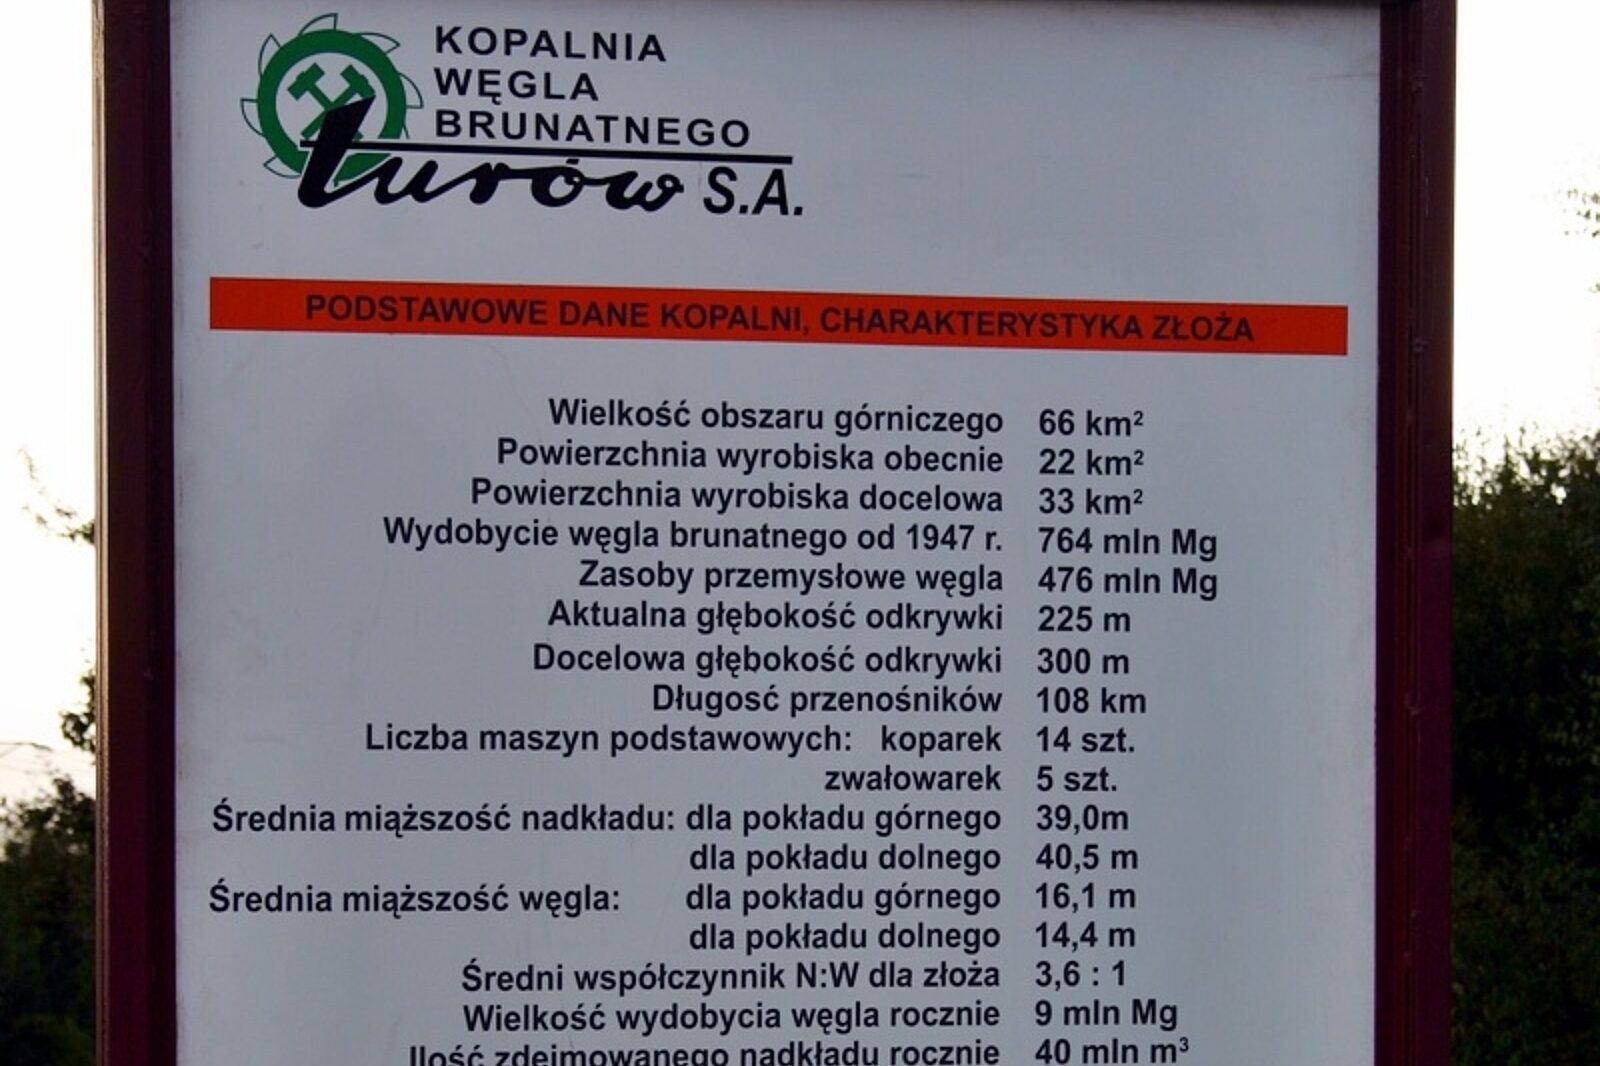 KOPALNIA
WĘGLA
BRUNATNEGO
Turów S.A.
PODSTAWOWE DANE KOPALNI, CHARAKTERYSTYKA ZŁOŻA
Wielkość obszaru górniczego 66 km²
Powierzchnia wyrobiska obecnie 22 km²
Powierzchnia wyrobiska docelowa 33 km²
Wydobycie węgla brunatnego od 1947 r. 764 mln Mg
Zasoby przemysłowe węgla 476 mln Mg
Aktualna głębokość odkrywki 225 m
Docelowa głębokość odkrywki 300 m
Długosć przenośników 108 km
Liczba maszyn podstawowych: koparek 14 szt.
zwałowarek 5 szt.
Średnia miąższość nadkładu: dla pokładu górnego 39,0m
dla pokładu dolnego 40,5 m
Średnia miąższość węgla: dla pokładu górnego 16,1 m
dla pokładu dolnego 14,4 m
Średni współczynnik N:W dla złoża 3,6 : 1
Wielkość wydobycia węgla rocznie 9 mln Mg
Ilość zdejmowanego nadkładu rocznie 40 mln m³